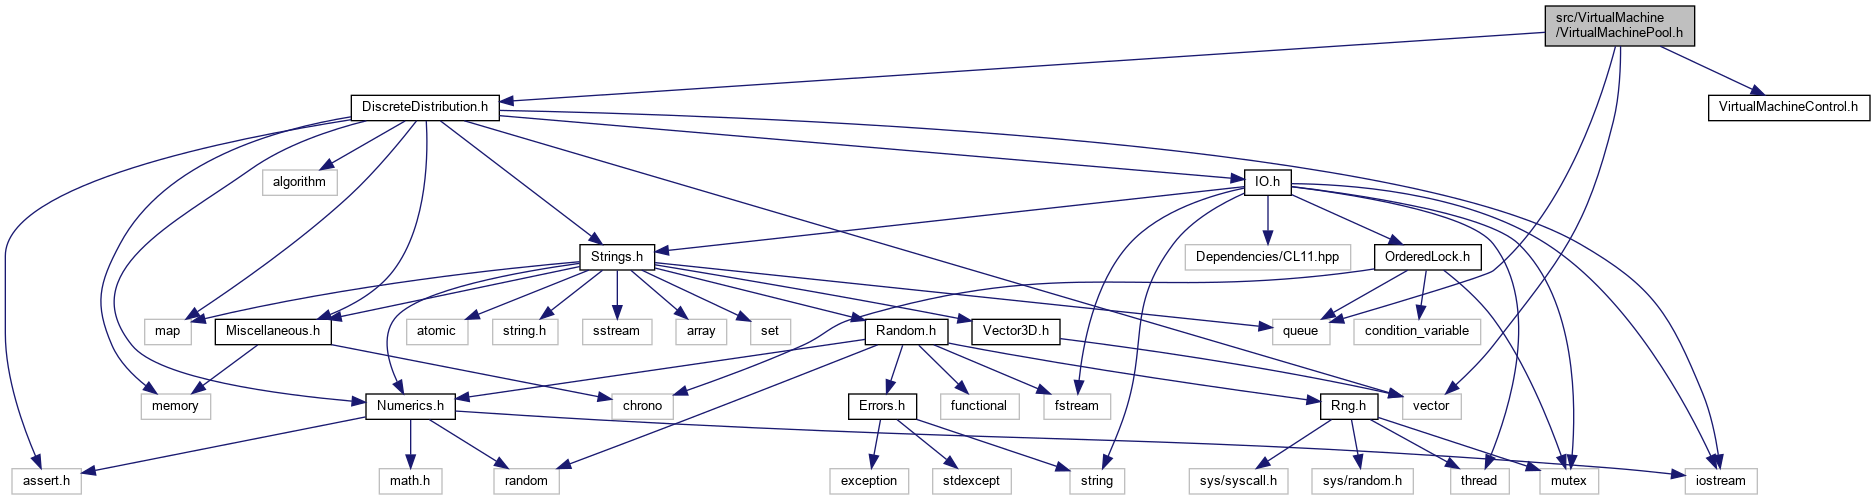 src/VirtualMachine
/VirtualMachinePool.h
DiscreteDistribution.h
VirtualMachineControl.h
algorithm
IO.h
Strings.h
Dependencies/CL11.hpp
OrderedLock.h
map
Miscellaneous.h
atomic
string.h
sstream
array
set
Random.h
Vector3D.h
queue
condition_variable
memory
Numerics.h
chrono
Errors.h
functional
fstream
Rng.h
vector
assert.h
math.h
random
exception
stdexcept
string
sys/syscall.h
sys/random.h
thread
mutex
iostream